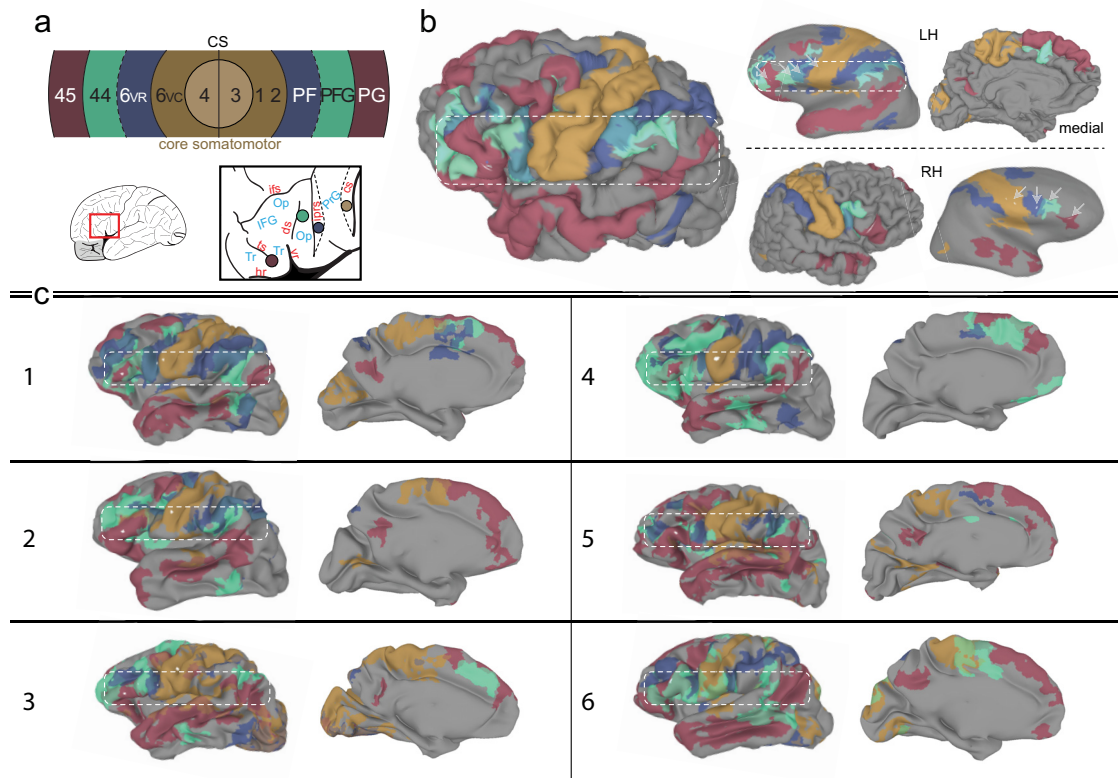 a
CS
45 44 6VR 6VC 4 3 1 2 PF PFG PG
core somatomotor
ifs
Op
cs
PrG
iprs
IFG
ds
Op
ts
Tr
Tr
vr
hr
b
LH
medial
RH
c
1
4
2
5
3
6